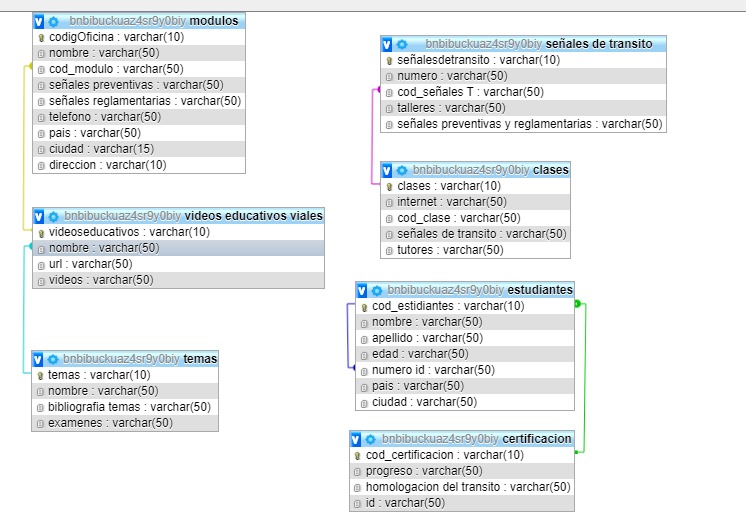 bnbibuckuaz4sr9y0biy modulos
codigOficina : varchar(10)
nombre : varchar(50)
cod_modulo : varchar(50)
señales preventivas : varchar(50)
señales reglamentarias : varchar(50)
telefono : varchar(50)
pais : varchar(50)
ciudad : varchar(15)
direccion : varchar(10)
bnbibuckuaz4sr9y0biy videos educativos viales
videoseducativos : varchar(10)
nombre : varchar(50)
url : varchar(50)
videos : varchar(50)
bnbibuckuaz4sr9y0biy temas
temas : varchar(10)
nombre : varchar(50)
bibliografia temas : varchar(50)
examenes : varchar(50)
bnbibuckuaz4sr9y0biy señales de transito
señalesdetransito : varchar(10)
numero : varchar(50)
cod_señales T : varchar(50)
talleres : varchar(50)
señales preventivas y reglamentarias : varchar(50)
bnbibuckuaz4sr9y0biy clases
clases : varchar(10)
internet : varchar(50)
cod_clase : varchar(50)
señales de transito : varchar(50)
tutores : varchar(50)
bnbibuckuaz4sr9y0biy estudiantes
cod_estidiantes : varchar(10)
nombre : varchar(50)
apellido : varchar(50)
edad : varchar(50)
numero id : varchar(50)
pais : varchar(50)
ciudad : varchar(50)
bnbibuckuaz4sr9y0biy certificacion
cod_certificacion : varchar(10)
progreso : varchar(50)
homologacion del transito : varchar(50)
id : varchar(50)